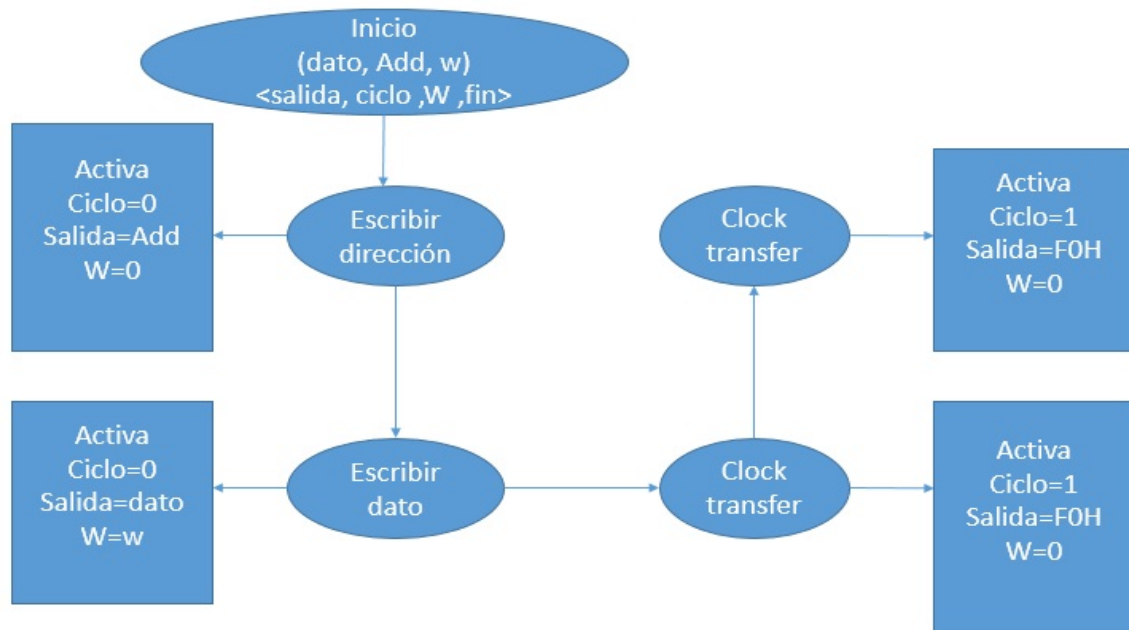 Inicio
(dato, Add, w)
<salida, ciclo ,W ,fin>
Activa
Ciclo=0
Salida=Add
W=0
Escribir
dirección
Clock
transfer
Activa
Ciclo=1
Salida=F0H
W=0
Activa
Ciclo=0
Salida=dato
W=w
Escribir
dato
Clock
transfer
Activa
Ciclo=1
Salida=F0H
W=0